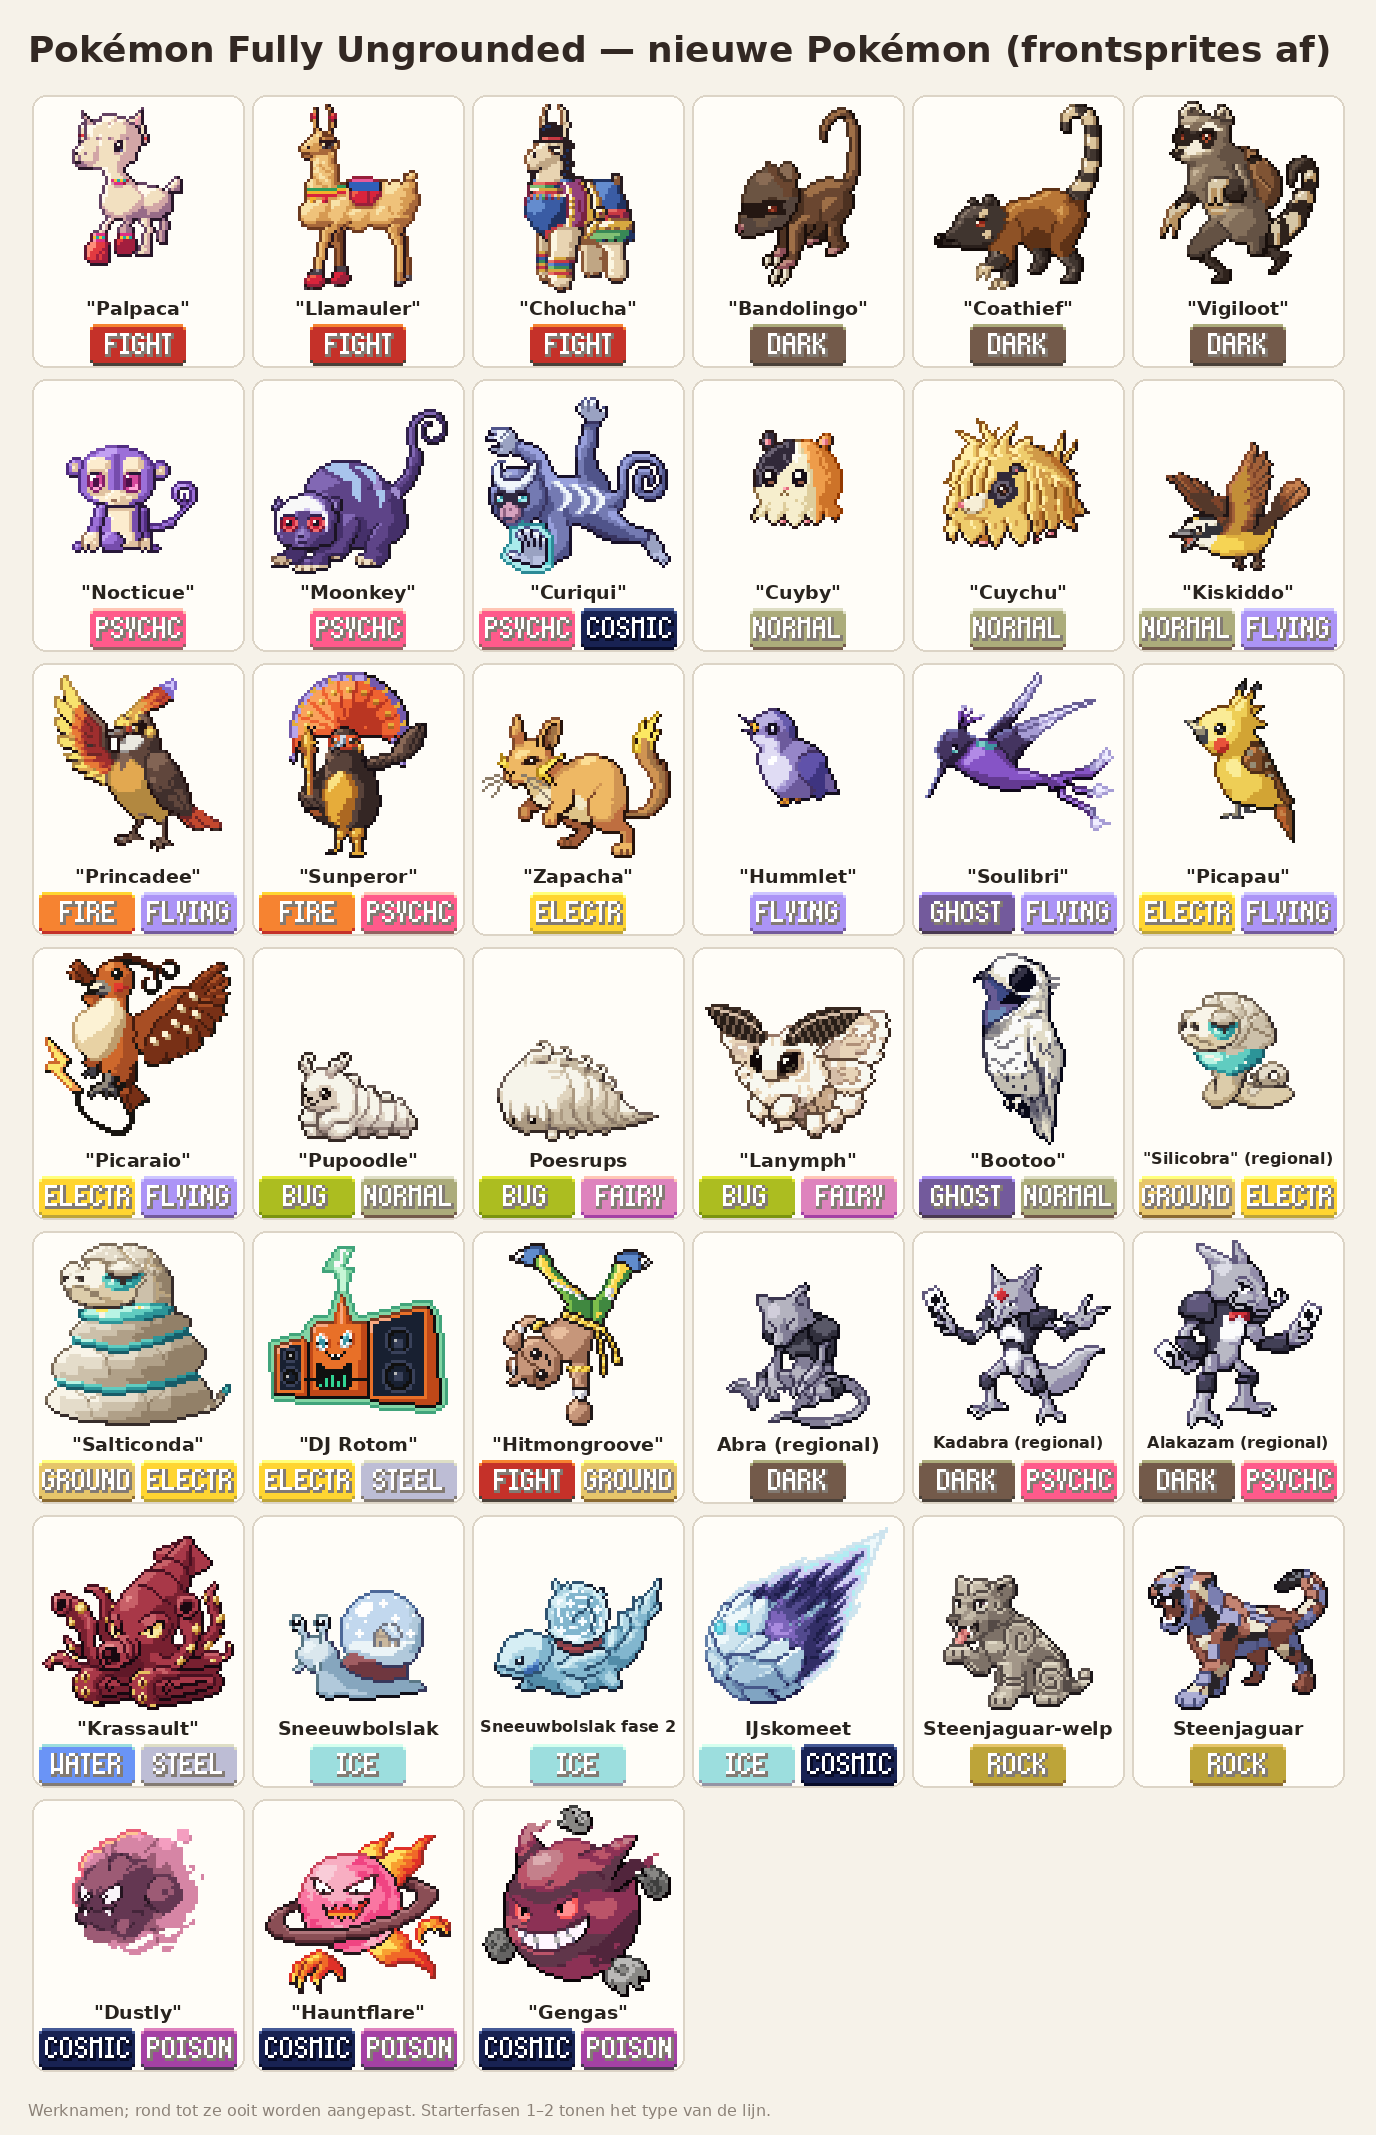 Pokémon Fully Ungrounded — nieuwe Pokémon (frontsprites af)
"Palpaca" "Llamauler" "Cholucha" "Bandolingo" "Coathief" "Vigiloot"
FIGHT FIGHT FIGHT DARK DARK DARK
"Nocticue" "Moonkey" "Curiqui" "Cuyby" "Cuychu" "Kiskiddo"
PSYCHC PSYCHC PSYCHC COSMIC NORMAL NORMAL NORMAL FLYING
"Princadee" "Sunperor" "Zapacha" "Hummlet" "Soulibri" "Picapau"
FIRE FLYING FIRE PSYCHC ELECTR FLYING GHOST FLYING ELECTR FLYING
"Picaraio" "Pupoodle" Poesrups "Lanymph" "Bootoo" "Silicobra" (regional)
ELECTR FLYING BUG NORMAL BUG FAIRY BUG FAIRY GHOST NORMAL GROUND ELECTR
"Salticonda" "DJ Rotom" "Hitmongroove" Abra (regional) Kadabra (regional) Alakazam (regional)
GROUND ELECTR ELECTR STEEL FIGHT GROUND DARK DARK PSYCHC DARK PSYCHC
"Krassault" Sneeuwbolslak Sneeuwbolslak fase 2 IJskomeet Steenjaguar-welp Steenjaguar
WATER STEEL ICE ICE ICE COSMIC ROCK ROCK
"Dustly" "Hauntflare" "Gengas"
COSMIC POISON COSMIC POISON COSMIC POISON
Werknamen; rond tot ze ooit worden aangepast. Starterfasen 1–2 tonen het type van de lijn.